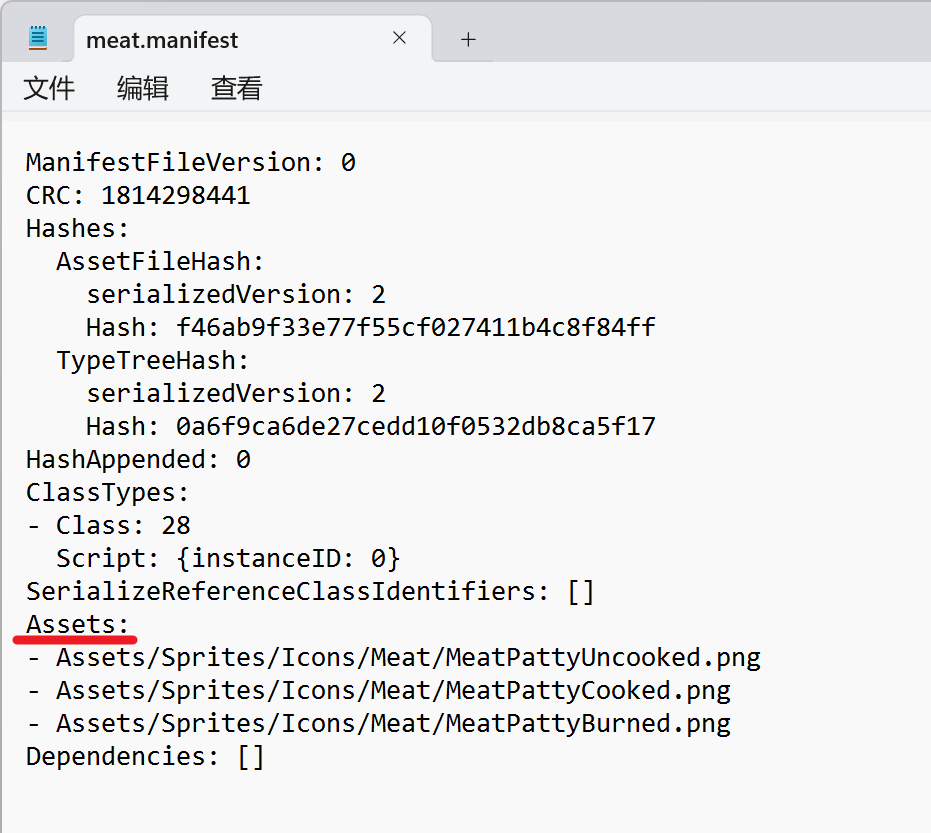 meat.manifest
文件 编辑 查看
ManifestFileVersion: 0
CRC: 1814298441
Hashes:
  AssetFileHash:
    serializedVersion: 2
    Hash: f46ab9f33e77f55cf027411b4c8f84ff
  TypeTreeHash:
    serializedVersion: 2
    Hash: 0a6f9ca6de27cedd10f0532db8ca5f17
HashAppended: 0
ClassTypes:
- Class: 28
  Script: {instanceID: 0}
SerializeReferenceClassIdentifiers: []
Assets:
- Assets/Sprites/Icons/Meat/MeatPattyUncooked.png
- Assets/Sprites/Icons/Meat/MeatPattyCooked.png
- Assets/Sprites/Icons/Meat/MeatPattyBurned.png
Dependencies: []